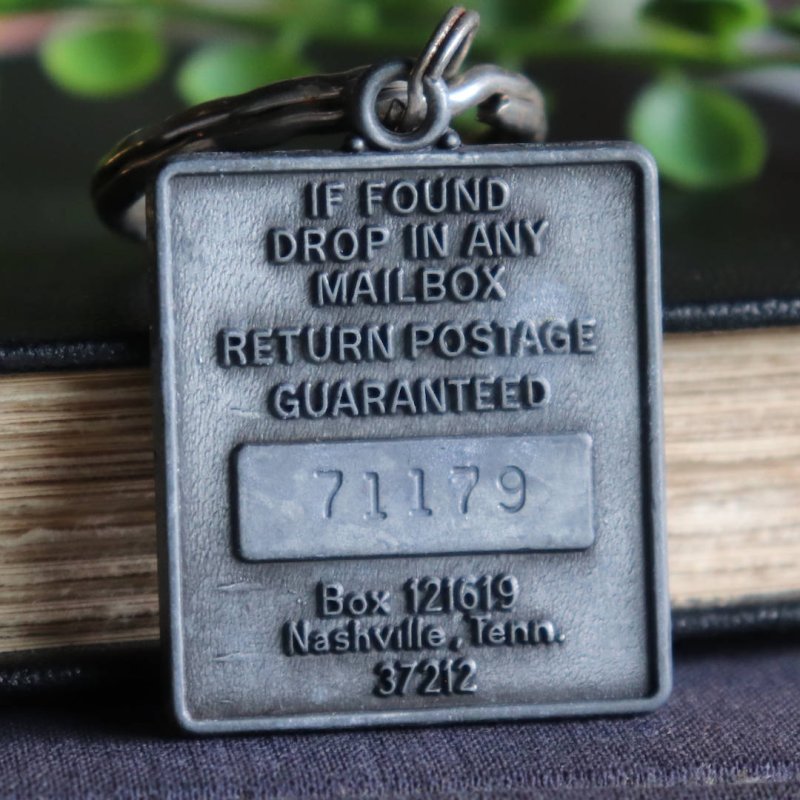 IF FOUND
DROP IN ANY
MAILBOX
RETURN POSTAGE
GUARANTEED
71179
Box 121619
Nashville, Tenn.
37212